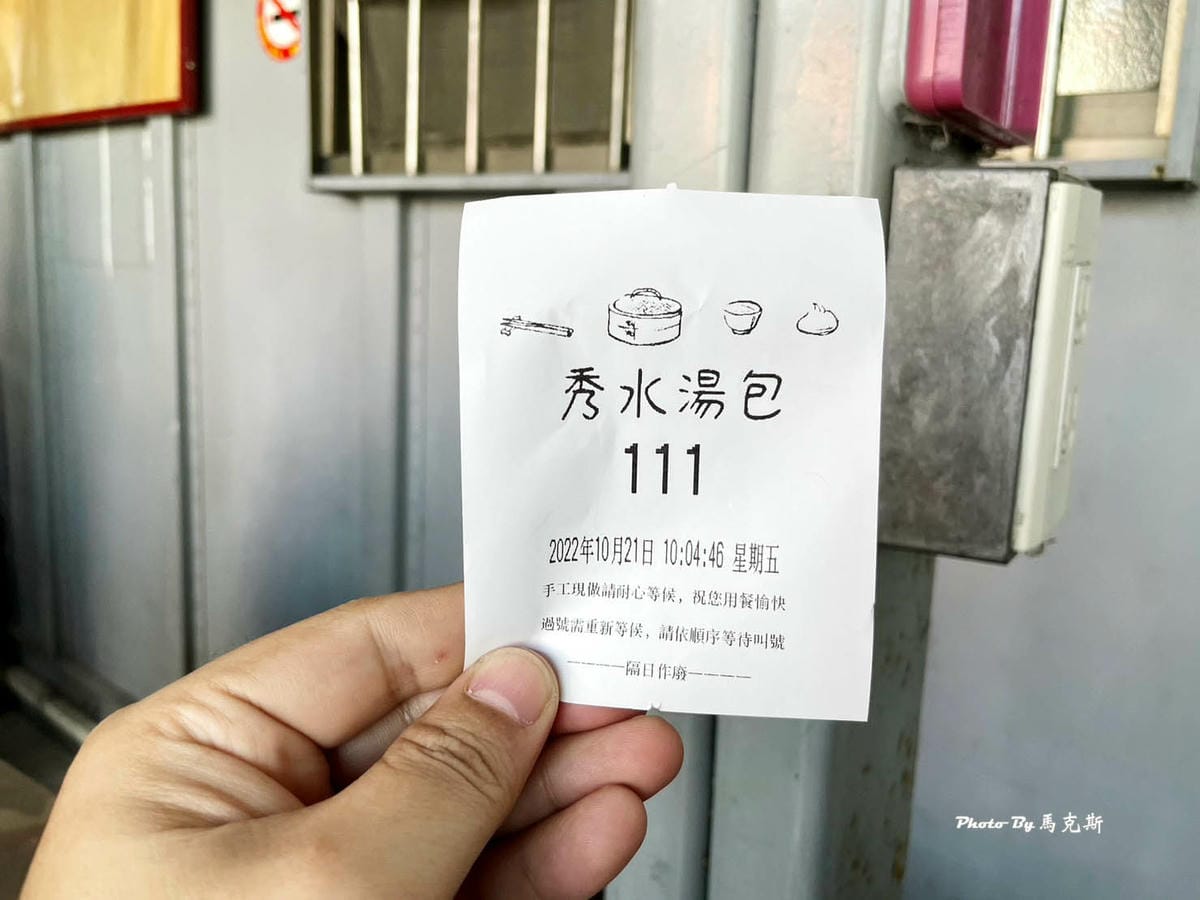 秀水湯包
111
2022年10月21日 10:04:46 星期五
手工現做請耐心等候，祝您用餐愉快
過號需重新等候，請依順序等待叫號
————隔日作廢————
Photo By 馬克斯